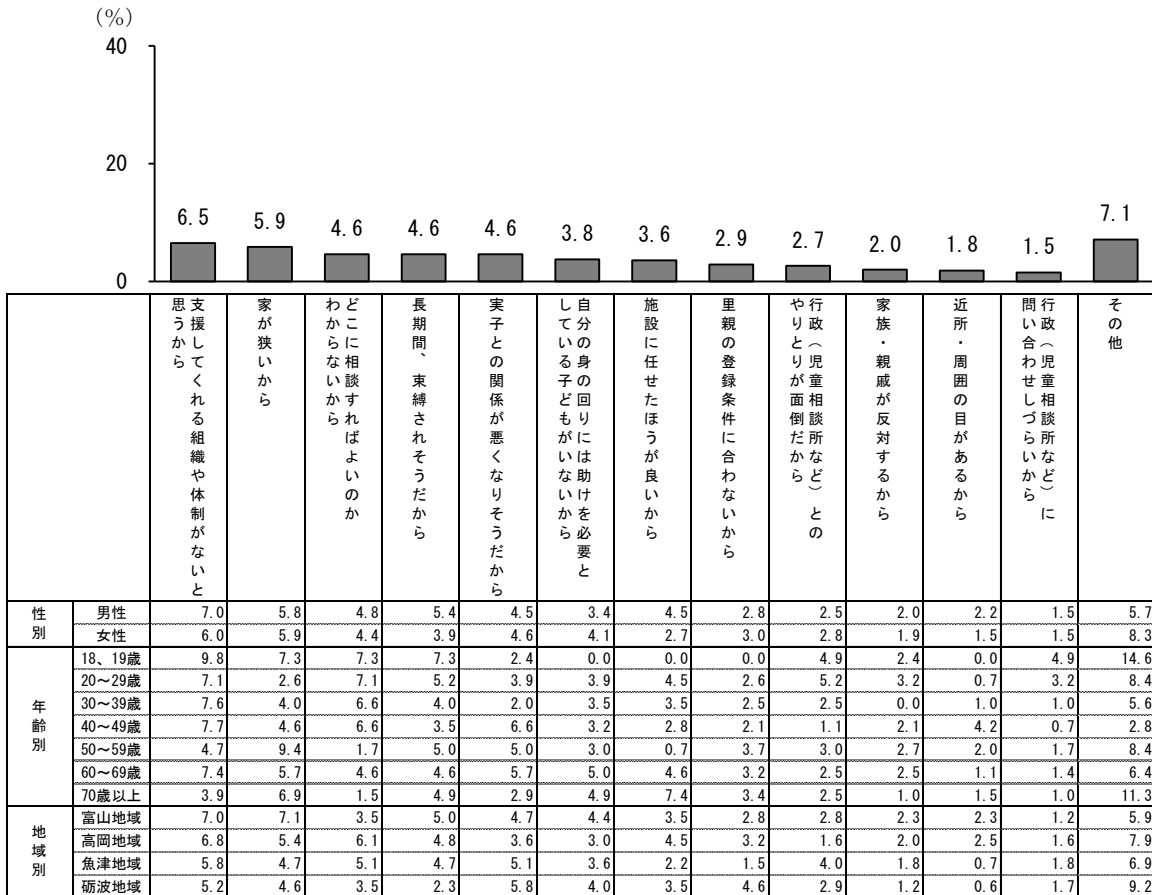 (%)
40
20
0
6.5 5.9 4.6 4.6 4.6 3.8 3.6 2.9 2.7 2.0 1.8 1.5 7.1
支援してくれる組織や体制がないと
思うから
家が狭いから
どこに相談すればよいのか
わからないから
長期間、束縛されそうだから
実子との関係が悪くなりそうだから
自分の身の回りには助けを必要と
している子どもがいないから
施設に任せたほうが良いから
里親の登録条件に合わないから
行政(児童相談所など)との
やりとりが面倒だから
家族・親戚が反対するから
近所・周囲の目があるから
行政(児童相談所など)に
問い合わせしづらいから
その他
性別
男性 7.0 5.8 4.8 5.4 4.5 3.4 4.5 2.8 2.5 2.0 2.2 1.5 5.7
女性 6.0 5.9 4.4 3.9 4.6 4.1 2.7 3.0 2.8 1.9 1.5 1.5 8.3
年齢別
18、19歳 9.8 7.3 7.3 7.3 2.4 0.0 0.0 0.0 4.9 2.4 0.0 4.9 14.6
20~29歳 7.1 2.6 7.1 5.2 3.9 3.9 4.5 2.6 5.2 3.2 0.7 3.2 8.4
30~39歳 7.6 4.0 6.6 4.0 2.0 3.5 3.5 2.5 2.5 0.0 1.0 1.0 5.6
40~49歳 7.7 4.6 6.6 3.5 6.6 3.2 2.8 2.1 1.1 2.1 4.2 0.7 2.8
50~59歳 4.7 9.4 1.7 5.0 5.0 3.0 0.7 3.7 3.0 2.7 2.0 1.7 8.4
60~69歳 7.4 5.7 4.6 4.6 5.7 5.0 4.6 3.2 2.5 2.5 1.1 1.4 6.4
70歳以上 3.9 6.9 1.5 4.9 2.9 4.9 7.4 3.4 2.5 1.0 1.5 1.0 11.3
地域別
富山地域 7.0 7.1 3.5 5.0 4.7 4.4 3.5 2.8 2.8 2.3 2.3 1.2 5.9
高岡地域 6.8 5.4 6.1 4.8 3.6 3.0 4.5 3.2 1.6 2.0 2.5 1.6 7.9
魚津地域 5.8 4.7 5.1 4.7 5.1 3.6 2.2 1.5 4.0 1.8 0.7 1.8 6.9
砺波地域 5.2 4.6 3.5 2.3 5.8 4.0 3.5 4.6 2.9 1.2 0.6 1.7 9.2